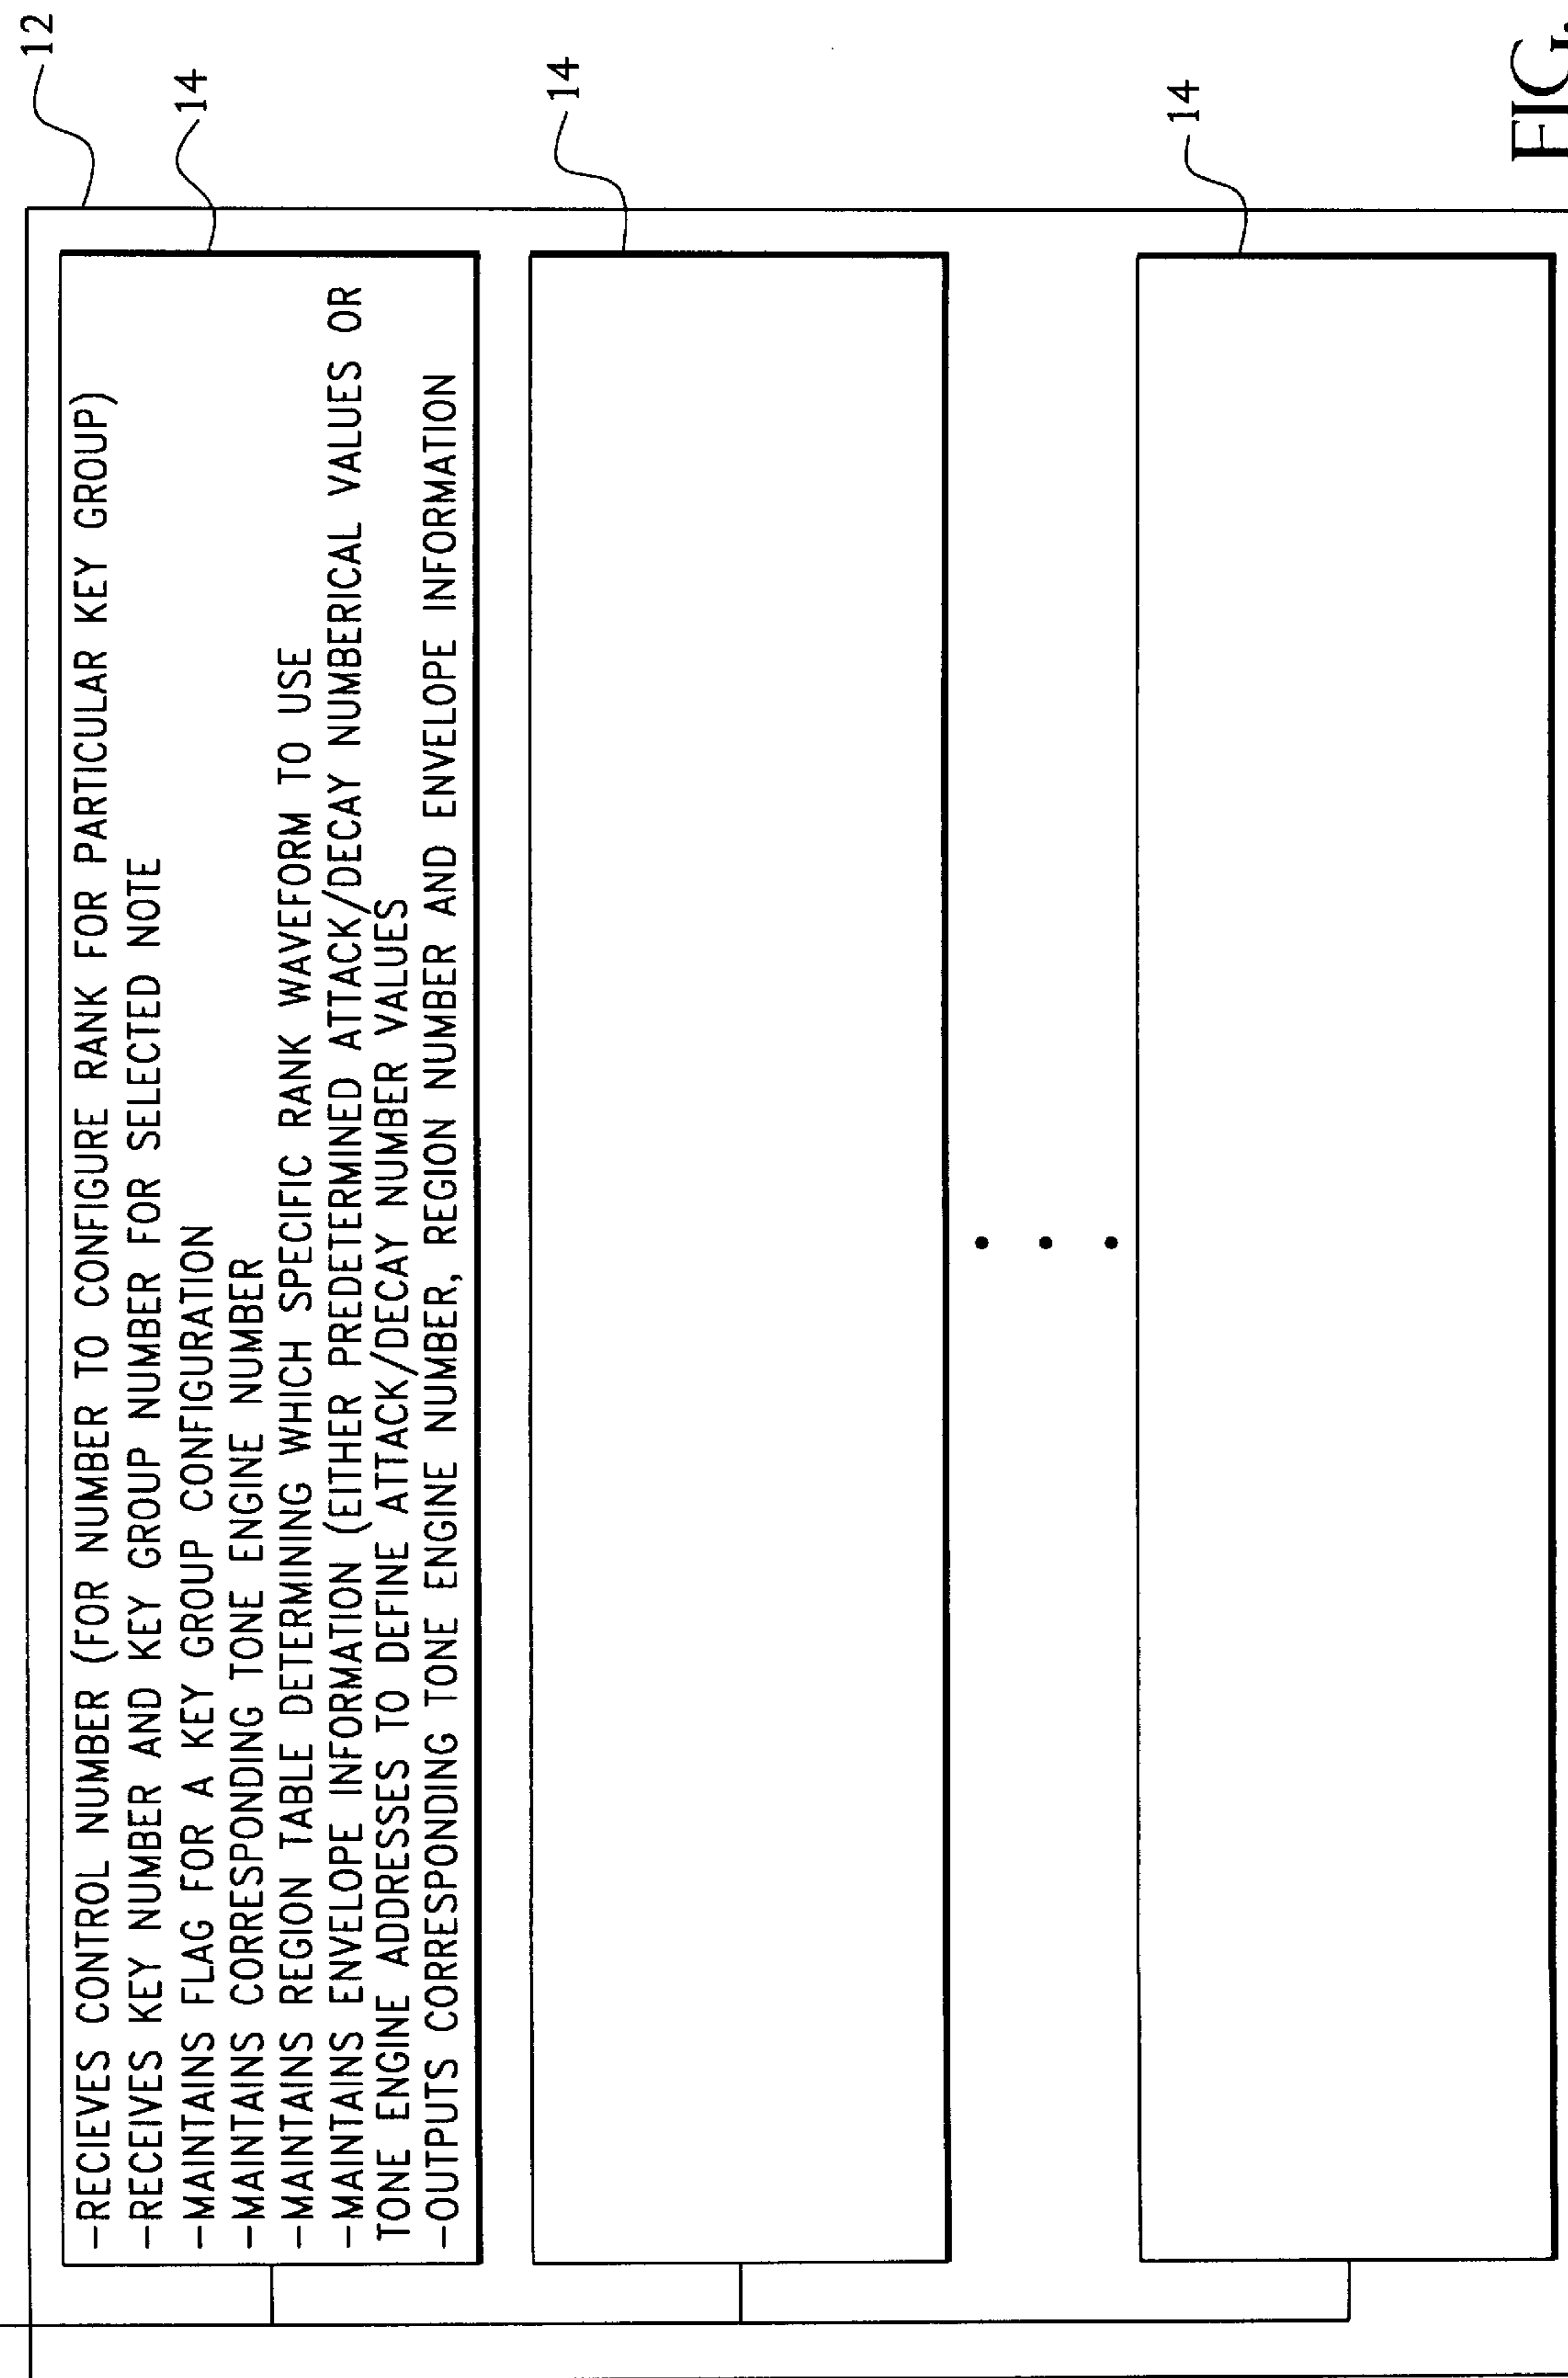 12
-RECIEVES CONTROL NUMBER (FOR NUMBER TO CONFIGURE RANK FOR PARTICULAR KEY GROUP)
-RECEIVES KEY NUMBER AND KEY GROUP NUMBER FOR SELECTED NOTE
-MAINTAINS FLAG FOR A KEY GROUP CONFIGURATION
-MAINTAINS CORRESPONDING TONE ENGINE NUMBER
-MAINTAINS REGION TABLE DETERMINING WHICH SPECIFIC RANK WAVEFORM TO USE
-MAINTAINS ENVELOPE INFORMATION (EITHER PREDETERMINED ATTACK/DECAY NUMBERICAL VALUES OR
TONE ENGINE ADDRESSES TO DEFINE ATTACK/DECAY NUMBER VALUES
-OUTPUTS CORRESPONDING TONE ENGINE NUMBER, REGION NUMBER AND ENVELOPE INFORMATION
14
14
14
FIG.